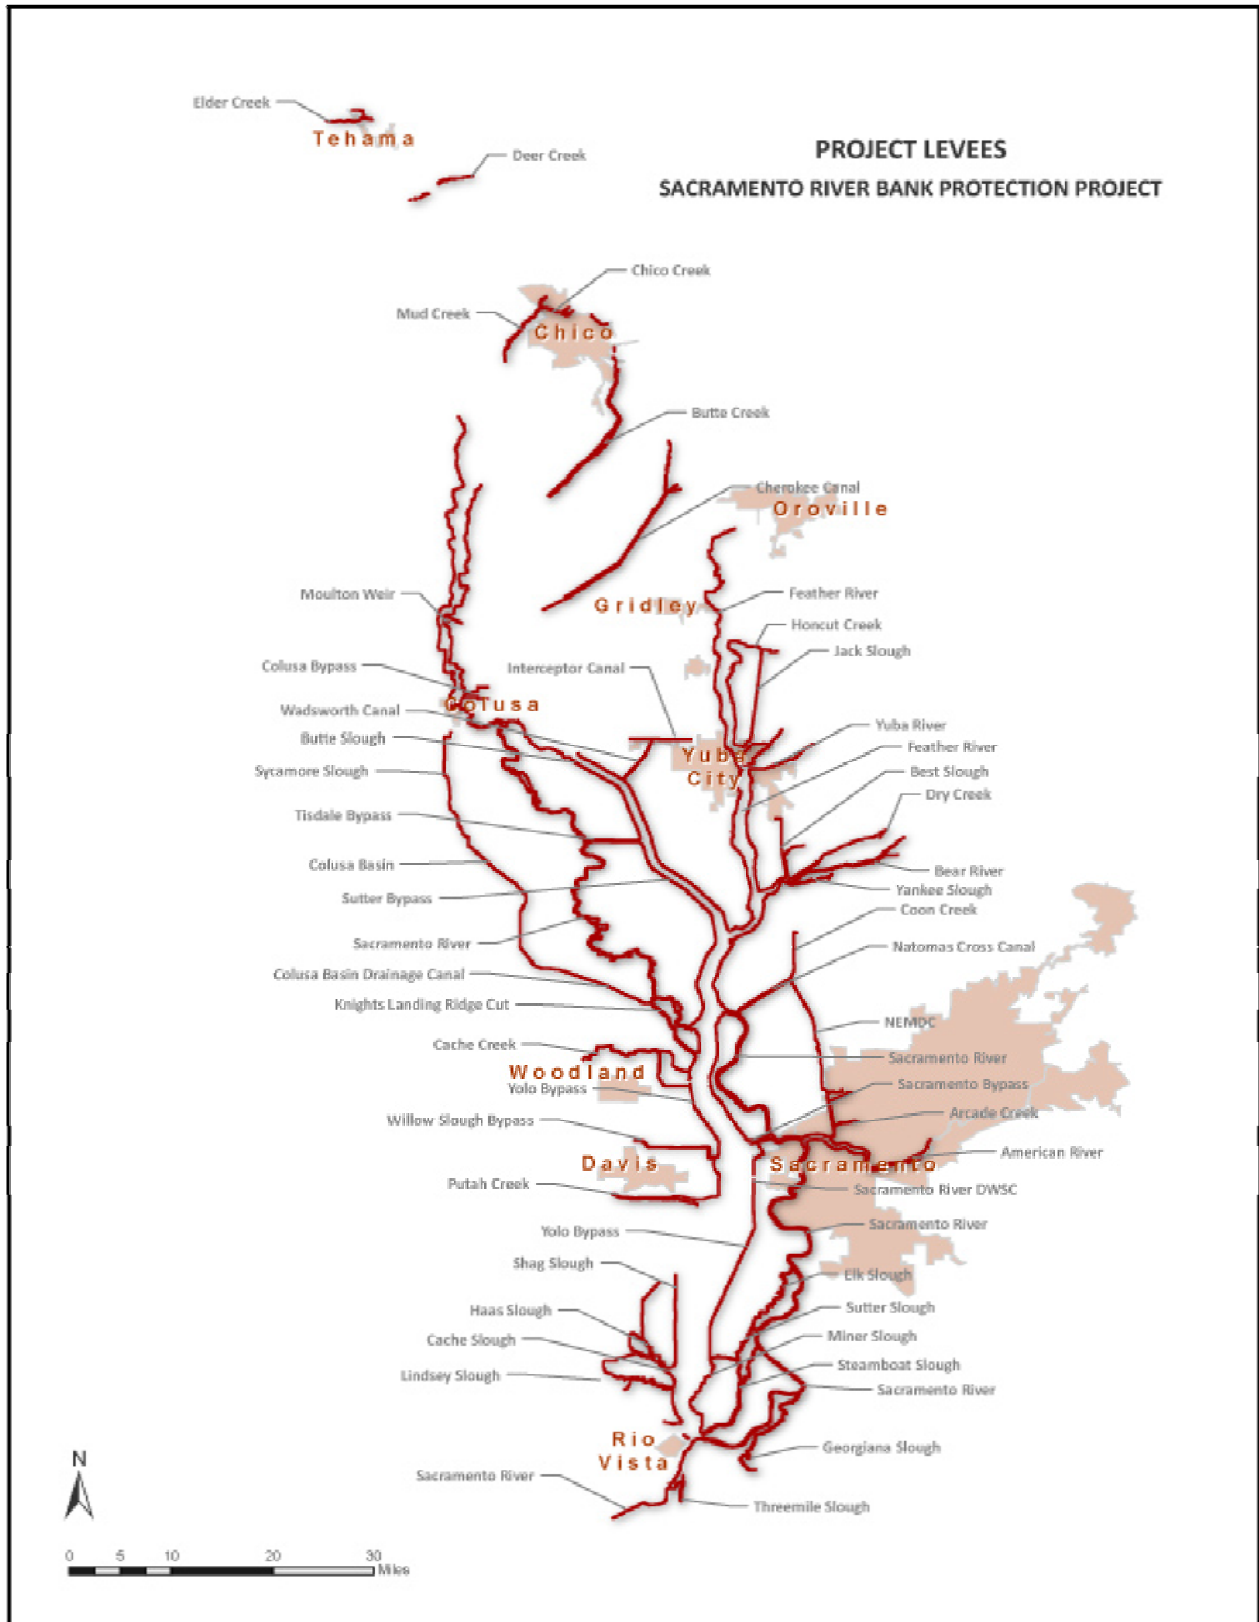 Elder Creek
Tehama
Deer Creek
PROJECT LEVEES
SACRAMENTO RIVER BANK PROTECTION PROJECT
Chico Creek
Mud Creek
Chico
Butte Creek
Cherokee Canal
Oroville
Moulton Weir
Gridley
Feather River
Honcut Creek
Jack Slough
Colusa Bypass
Interceptor Canal
Colusa
Wadsworth Canal
Butte Slough
Yuba River
Yuba
City
Feather River
Sycamore Slough
Best Slough
Dry Creek
Tisdale Bypass
Colusa Basin
Bear River
Sutter Bypass
Yankee Slough
Coon Creek
Sacramento River
Natomas Cross Canal
Colusa Basin Drainage Canal
Knights Landing Ridge Cut
NEMDC
Cache Creek
Sacramento River
Woodland
Yolo Bypass
Sacramento Bypass
Willow Slough Bypass
Arcade Creek
American River
Davis
Sacramento
Putah Creek
Sacramento River DWSC
Yolo Bypass
Sacramento River
Shag Slough
Elk Slough
Haas Slough
Sutter Slough
Cache Slough
Miner Slough
Lindsey Slough
Steamboat Slough
Sacramento River
Rio
Vista
Georgiana Slough
Sacramento River
Threemile Slough
N
0 5 10 20 30
Miles